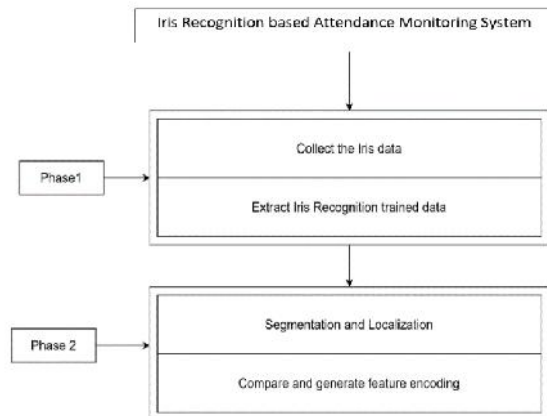 Iris Recognition based Attendance Monitoring System
Collect the Iris data
Phase1
Extract Iris Recognition trained data
Segmentation and Localization
Phase 2
Compare and generate feature encoding